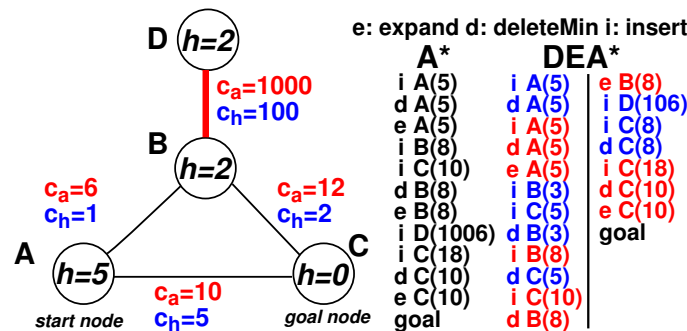 D
h=2
c_a=1000
c_h=100
B
h=2
c_a=6
c_h=1
c_a=12
c_h=2
A
C
h=5
h=0
c_a=10
c_h=5
start node
goal node
e: expand d: deleteMin i: insert
A*
i A(5)
d A(5)
e A(5)
i B(8)
i C(10)
d B(8)
e B(8)
i D(1006)
i C(18)
d C(10)
e C(10)
goal
DEA*
i A(5)
d A(5)
i A(5)
d A(5)
e A(5)
i B(3)
i C(5)
d B(3)
i B(8)
d C(5)
i C(10)
d B(8)
e B(8)
i D(106)
i C(8)
d C(8)
i C(18)
d C(10)
e C(10)
goal